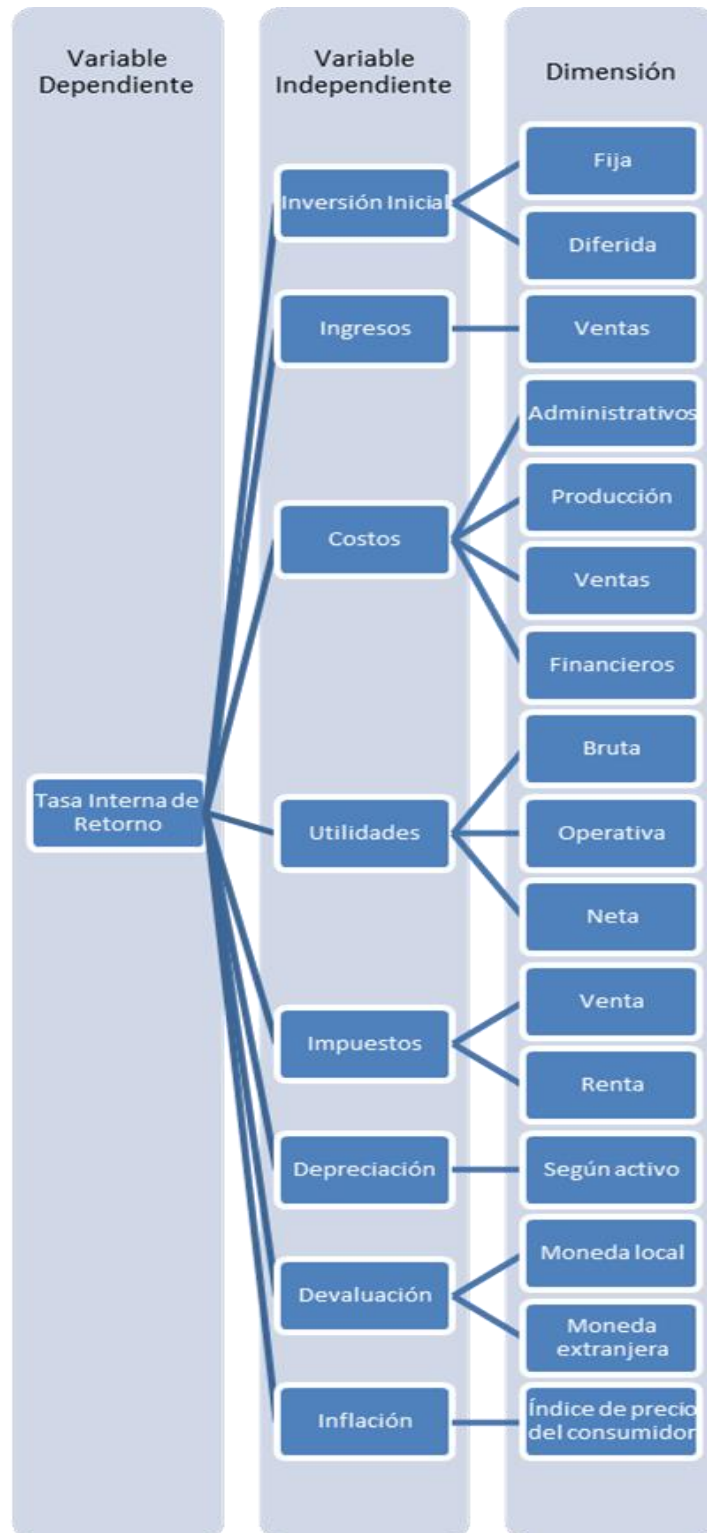 Variable
Dependiente
Variable
Independiente
Dimensión
Tasa Interna de
Retorno
Inversión Inicial
Fija
Diferida
Ingresos
Ventas
Costos
Administrativos
Producción
Ventas
Financieros
Utilidades
Bruta
Operativa
Neta
Impuestos
Venta
Renta
Depreciación
Según activo
Devaluación
Moneda local
Moneda
extranjera
Inflación
Índice de precio
del consumidor